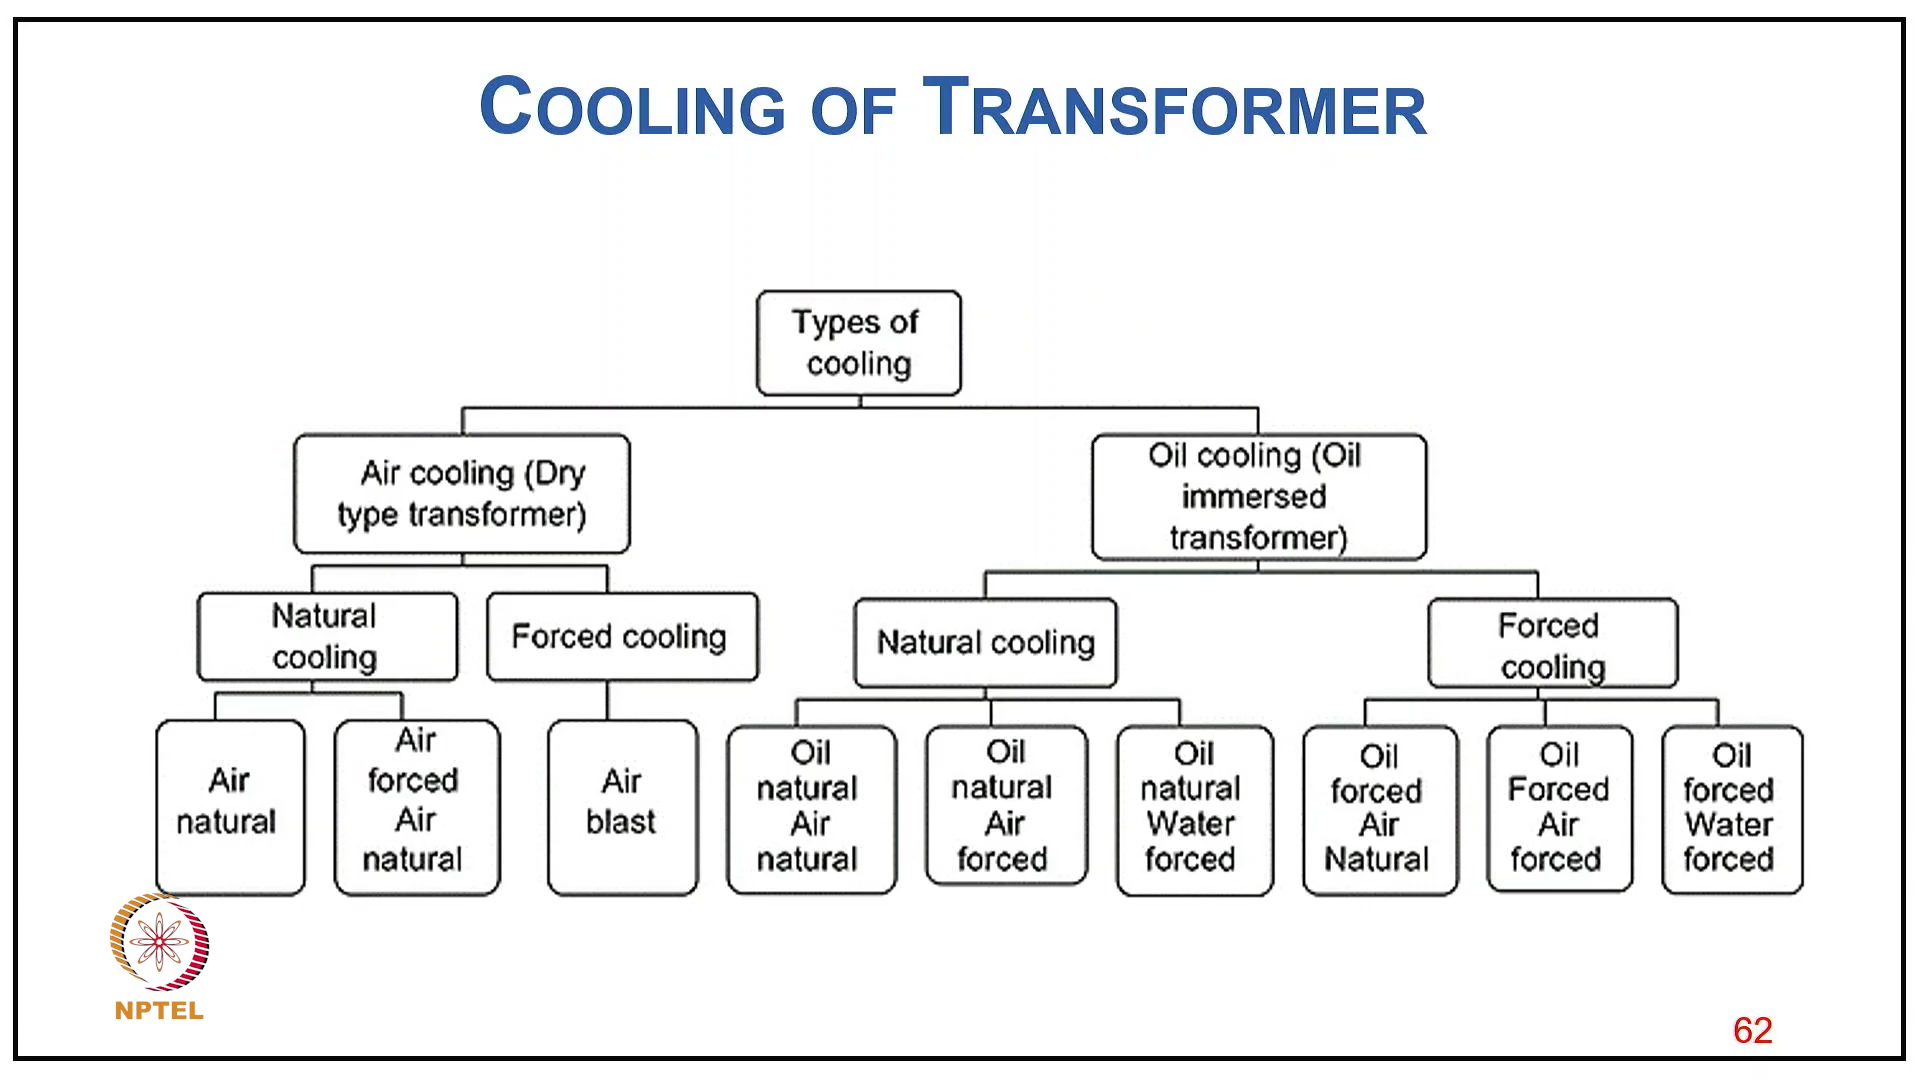 COOLING OF TRANSFORMER
Types of
cooling
Air cooling (Dry
type transformer)
Oil cooling (Oil
immersed
transformer)
Natural
cooling
Forced cooling
Natural cooling
Forced
cooling
Air
natural
Air
forced
Air
natural
Air
blast
Oil
natural
Air
natural
Oil
natural
Air
forced
Oil
natural
Water
forced
Oil
forced
Air
Natural
Oil
Forced
Air
forced
Oil
forced
Water
forced
NPTEL
62